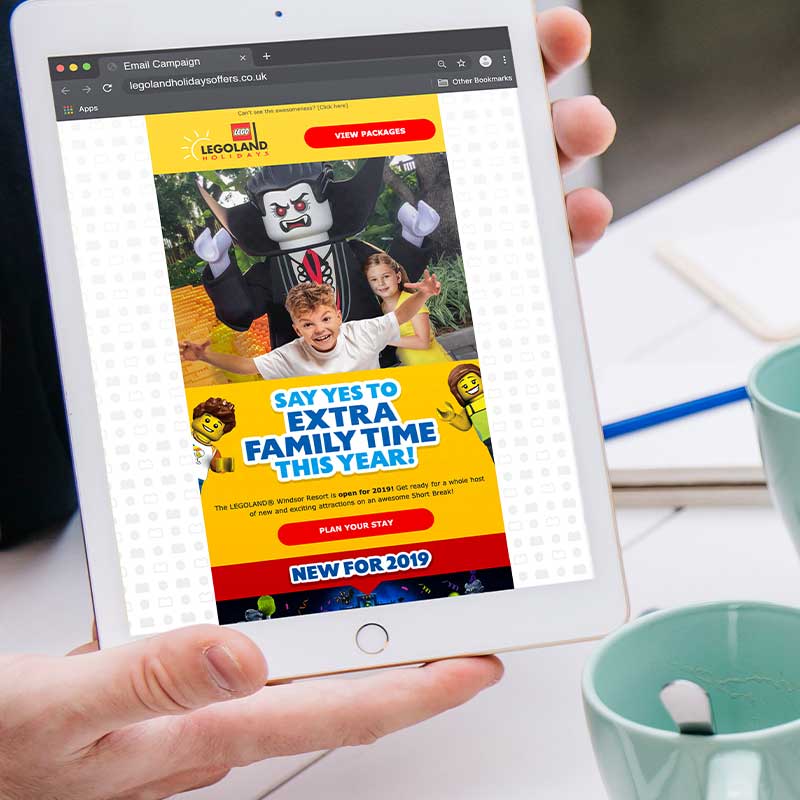 Email Campaign
legolandholidaysoffers.co.uk
Other Bookmarks
Apps
Can't see this awesomeness? [Click here]
LEGO
LEGOLAND
HOLIDAYS
VIEW PACKAGES
SAY YES TO
EXTRA
FAMILY TIME
THIS YEAR!
The LEGOLAND® Windsor Resort is open for 2019! Get ready for a whole host
of new and exciting attractions on an awesome Short Break!
PLAN YOUR STAY
NEW FOR 2019